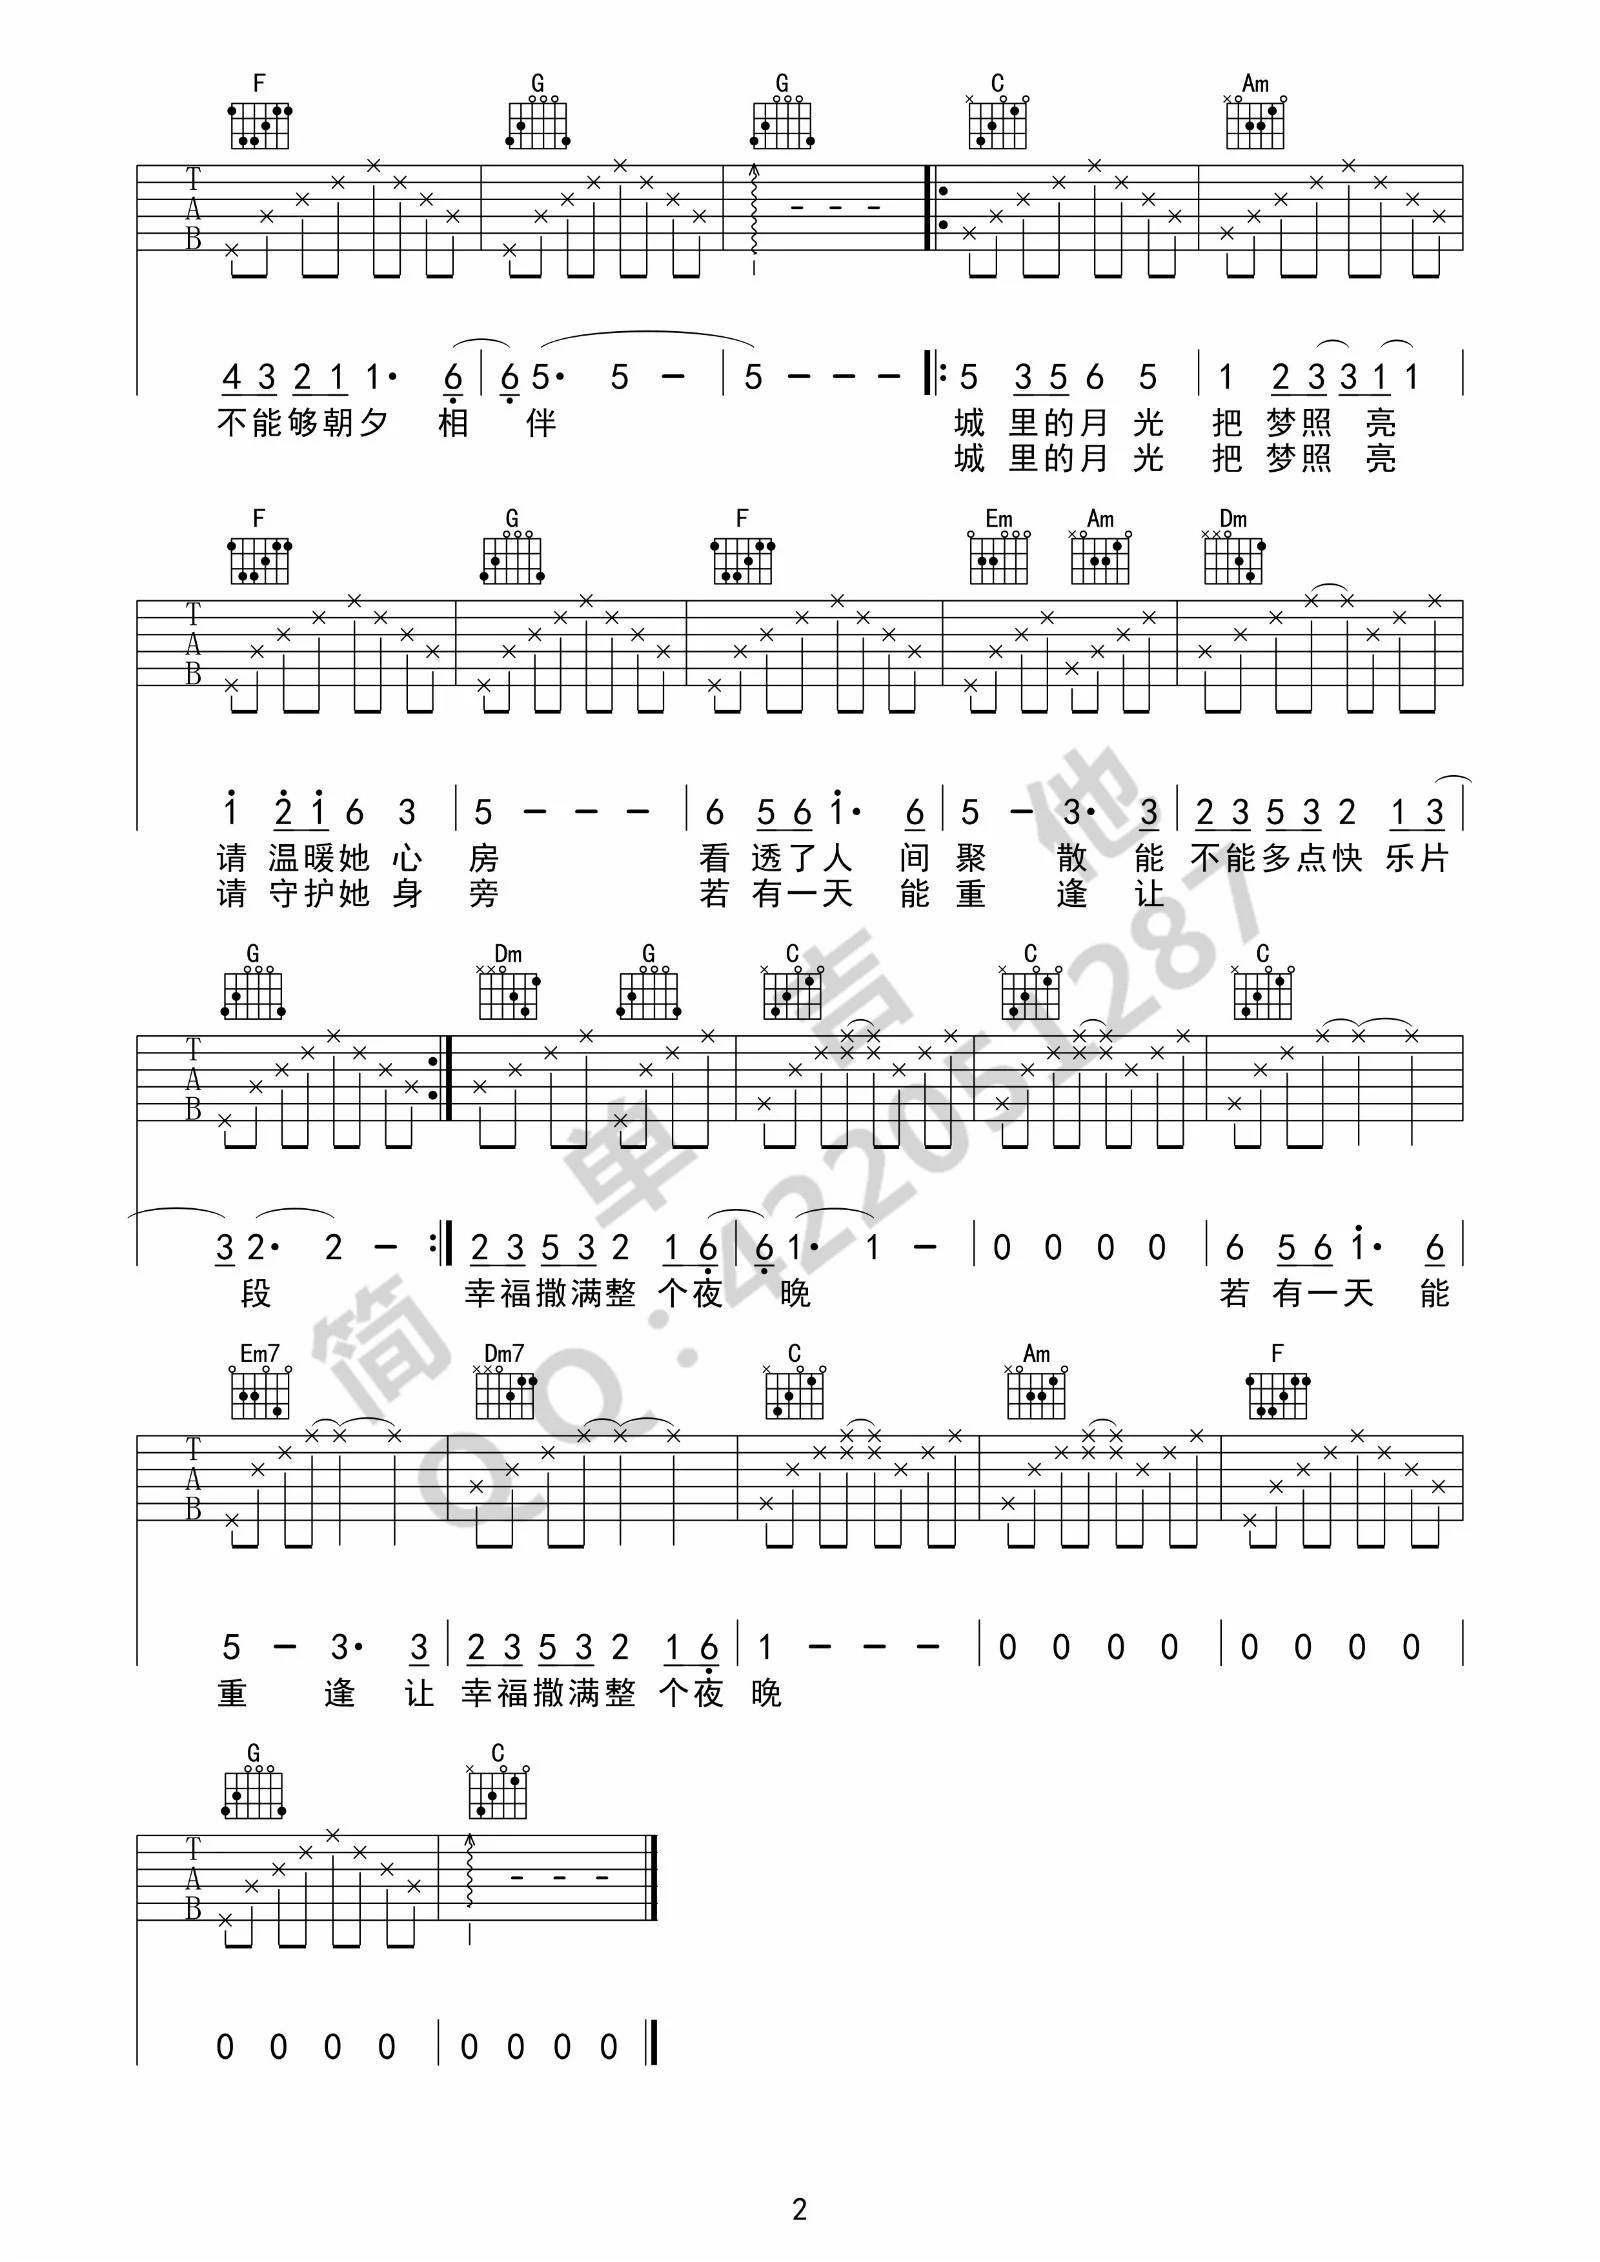 F G G C Am
T
A
B
4 3 2 1 1· 6 | 6 5· 5 – | 5 – – – |: 5 3 5 6 5 | 1 2 3 3 1 1 |
不能够朝夕 相 伴 城 里的月 光 把 梦照 亮
城 里的月 光 把 梦照 亮
F G F Em Am Dm
T
A
B
1 2 1 6 3 | 5 – – – | 6 5 6 1· 6 | 5 – 3· 3 | 2 3 5 3 2 1 3 |
请 温暖她 心 房 看 透了人 间 聚 散 能 不能多点快 乐片
请 守护她 身 旁 若 有一天 能 重 逢 让
G Dm G C C C
T
A
B
3 2· 2 – :| 2 3 5 3 2 1 6 | 6 1· 1 – | 0 0 0 0 | 6 5 6 1· 6 |
段 幸福撒满整 个夜 晚 若 有一天 能
Em7 Dm7 C Am F
T
A
B
5 – 3· 3 | 2 3 5 3 2 1 6 | 1 – – – | 0 0 0 0 | 0 0 0 0 |
重 逢 让 幸福撒满整 个夜 晚
G C
T
A
B
0 0 0 0 | 0 0 0 0 |
简单吉他
QQ:422051287
2